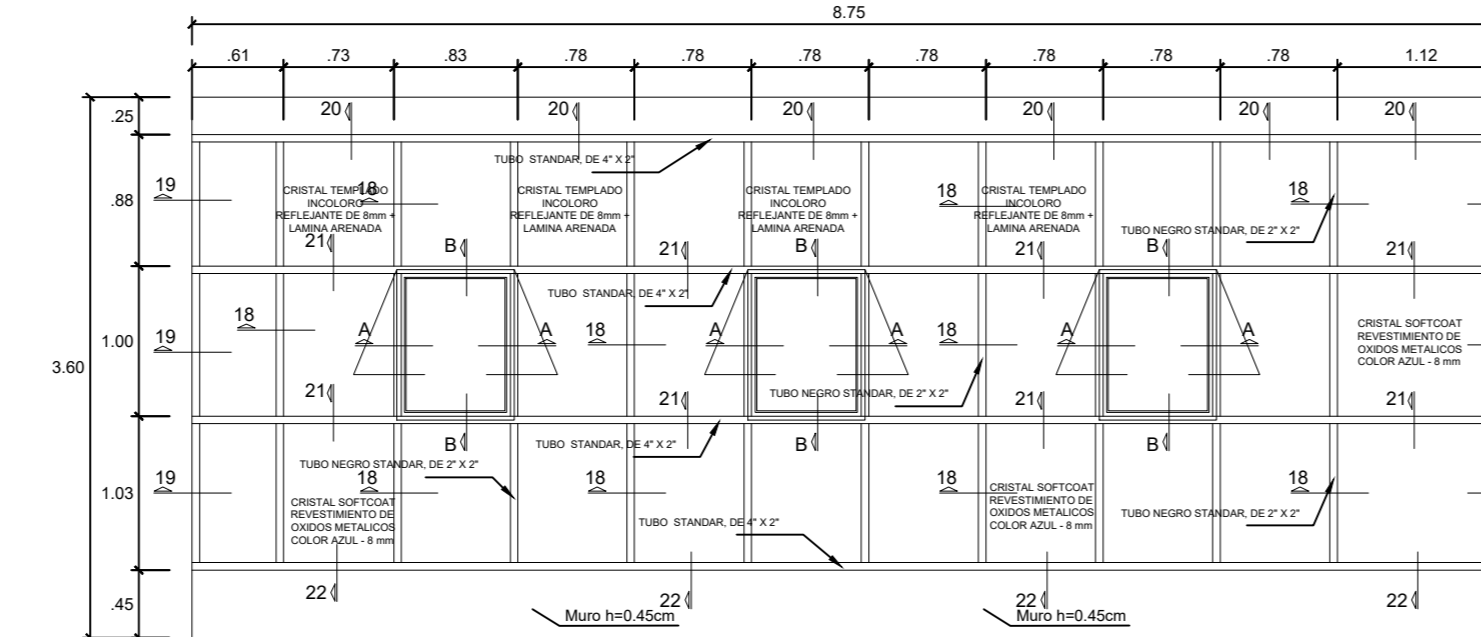 8.75
.61 .73 .83 .78 .78 .78 .78 .78 .78 .78 1.12
.25
20 20 20 20 20 20
TUBO STANDAR, DE 4" X 2"
.88
19
18
18
18
CRISTAL TEMPLADO
INCOLORO
REFLEJANTE DE 8mm +
LAMINA ARENADA
CRISTAL TEMPLADO
INCOLORO
REFLEJANTE DE 8mm +
LAMINA ARENADA
CRISTAL TEMPLADO
INCOLORO
REFLEJANTE DE 8mm +
LAMINA ARENADA
CRISTAL TEMPLADO
INCOLORO
REFLEJANTE DE 8mm +
LAMINA ARENADA
TUBO NEGRO STANDAR, DE 2" X 2"
21 B 21 B 21 B 21
TUBO STANDAR, DE 4" X 2"
3.60
1.00
19
18 A A 18 A A 18 A A
CRISTAL SOFTCOAT
REVESTIMIENTO DE
OXIDOS METALICOS
COLOR AZUL - 8 mm
TUBO NEGRO STANDAR, DE 2" X 2"
21 21 21 21
B B B
TUBO STANDAR, DE 4" X 2"
TUBO NEGRO STANDAR, DE 2" X 2"
1.03
19
18 18 18 18
CRISTAL SOFTCOAT
REVESTIMIENTO DE
OXIDOS METALICOS
COLOR AZUL - 8 mm
CRISTAL SOFTCOAT
REVESTIMIENTO DE
OXIDOS METALICOS
COLOR AZUL - 8 mm
TUBO NEGRO STANDAR, DE 2" X 2"
TUBO STANDAR, DE 4" X 2"
.45
22 22 22 22
Muro h=0.45cm
Muro h=0.45cm